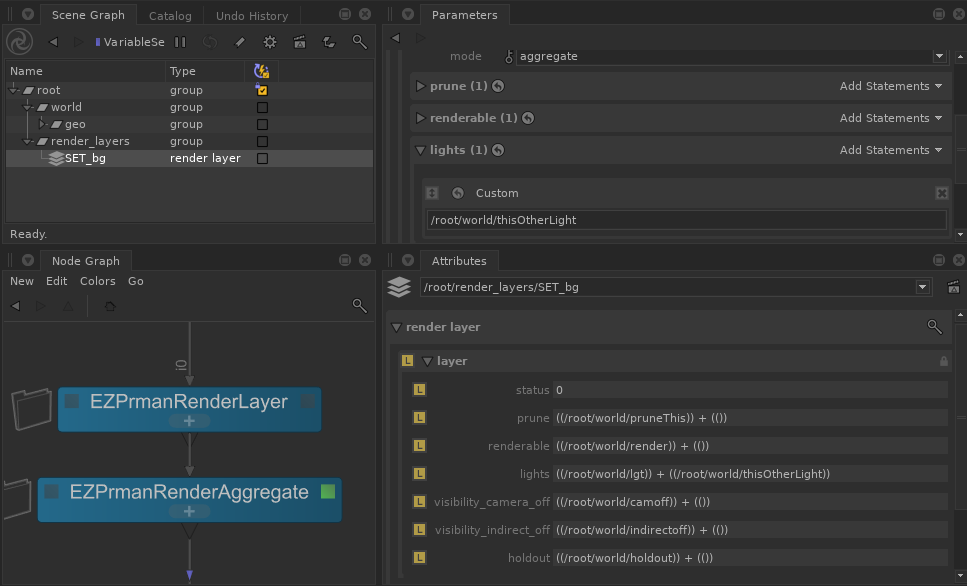 Scene Graph
Catalog
Undo History
VariableSe
Name Type
root group
world group
geo group
render_layers group
SET_bg render layer
Ready.
Parameters
mode aggregate
prune (1) Add Statements
renderable (1) Add Statements
lights (1) Add Statements
Custom
/root/world/thisOtherLight
Node Graph
New Edit Colors Go
i0
EZPrmanRenderLayer
EZPrmanRenderAggregate
Attributes
/root/render_layers/SET_bg
render layer
L layer
L status 0
L prune ((/root/world/pruneThis)) + (())
L renderable ((/root/world/render)) + (())
L lights ((/root/world/lgt)) + ((/root/world/thisOtherLight))
L visibility_camera_off ((/root/world/camoff)) + (())
L visibility_indirect_off ((/root/world/indirectoff)) + (())
L holdout ((/root/world/holdout)) + (())